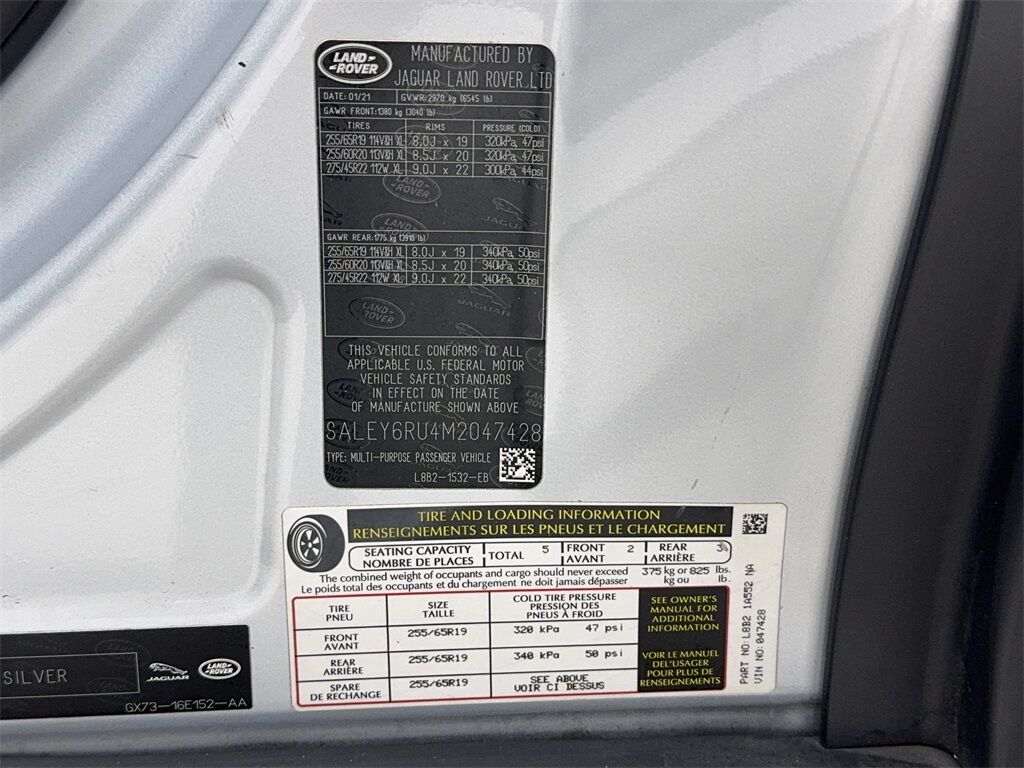 LAND-
-ROVER
MANUFACTURED BY
JAGUAR LAND ROVER LTD
DATE: 01/21 GVWR:2970 kg (6545 lb)
GAWR FRONT:1380 kg (3040 lb)
TIRES RIMS PRESSURE (COLD)
255/65R19 114V&H XL 8.0J x 19 320kPa, 47psi
255/60R20 113V&H XL 8.5J x 20 320kPa, 47psi
275/45R22 112W XL 9.0J x 22 300kPa, 44psi
GAWR REAR:1775 kg (3910 lb)
255/65R19 114V&H XL 8.0J x 19 340kPa, 50psi
255/60R20 113V&H XL 8.5J x 20 340kPa, 50psi
275/45R22 112W XL 9.0J x 22 340kPa, 50psi
THIS VEHICLE CONFORMS TO ALL
APPLICABLE U.S. FEDERAL MOTOR
VEHICLE SAFETY STANDARDS
IN EFFECT ON THE DATE
OF MANUFACTURE SHOWN ABOVE
SALEY6RU4M2047428
TYPE: MULTI-PURPOSE PASSENGER VEHICLE
L8B2-1532-EB
TIRE AND LOADING INFORMATION
RENSEIGNEMENTS SUR LES PNEUS ET LE CHARGEMENT
SEATING CAPACITY TOTAL 5 FRONT 2 REAR 3
NOMBRE DE PLACES AVANT ARRIÈRE
The combined weight of occupants and cargo should never exceed 375 kg or 825 lbs.
Le poids total des occupants et du chargement ne doit jamais dépasser kg ou lb.
TIRE SIZE COLD TIRE PRESSURE
PNEU TAILLE PRESSION DES
PNEUS À FROID
FRONT 255/65R19 320 kPa 47 psi
AVANT
REAR 255/65R19 340 kPa 50 psi
ARRIÈRE
SPARE 255/65R19 SEE ABOVE
DE RECHANGE VOIR CI DESSUS
SEE OWNER'S
MANUAL FOR
ADDITIONAL
INFORMATION
VOIR LE MANUEL
DEL'USAGER
POUR PLUS DE
RENSEIGNEMENTS
PART NO: L8B2 1A552 NA
VIN NO: 047428
SILVER
JAGUAR
LAND-
-ROVER
GX73-16E152-AA